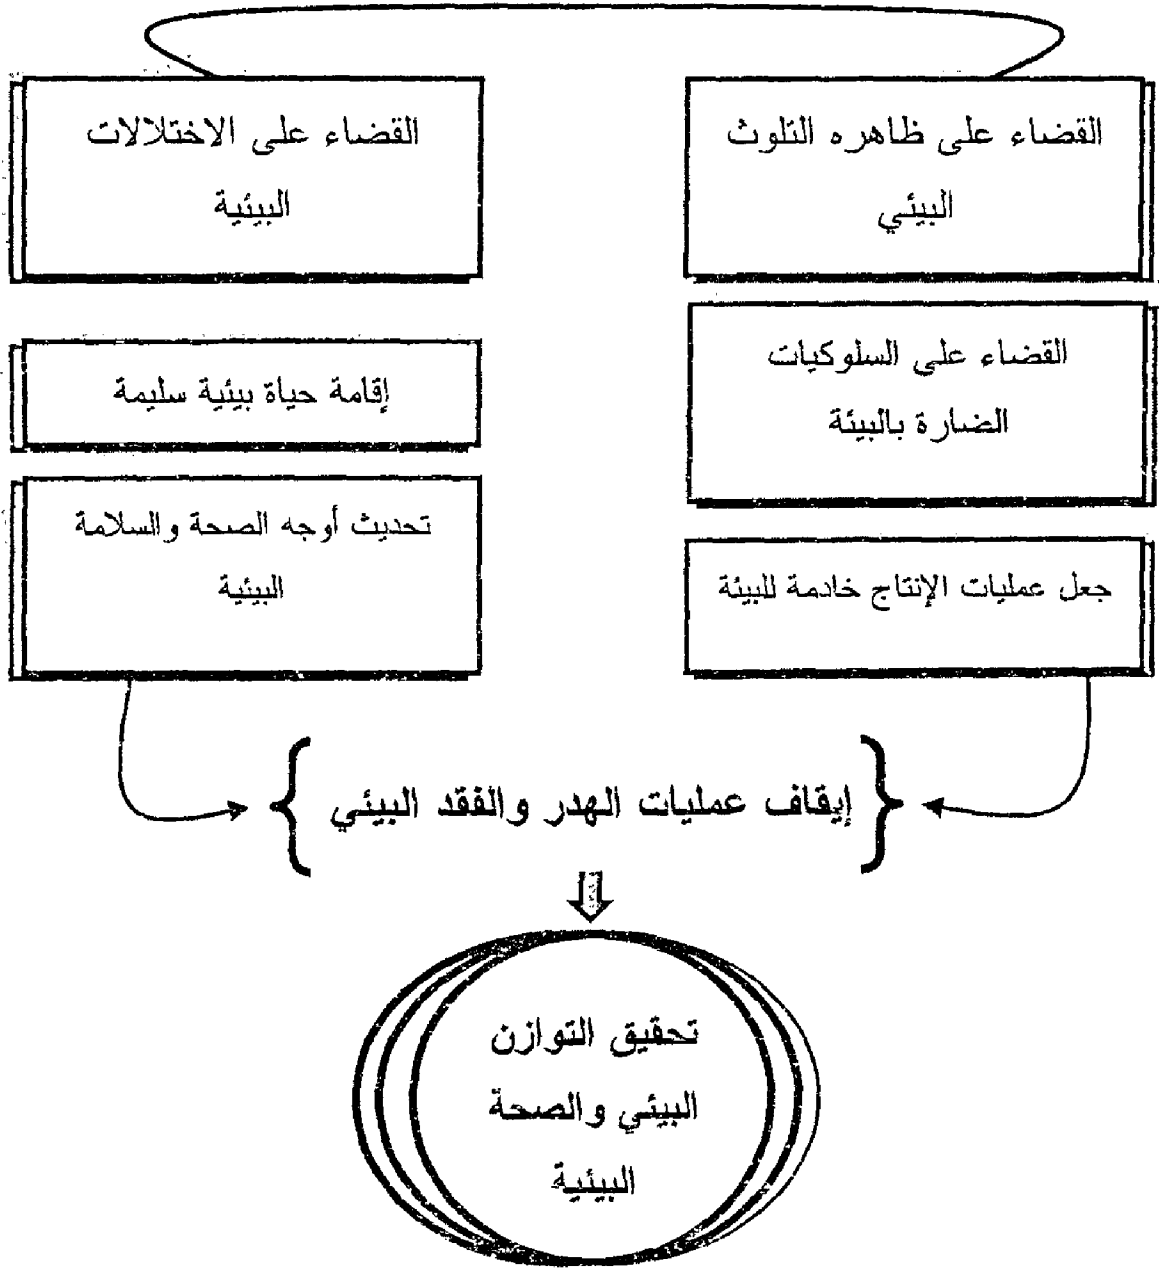 القضاء على ظاهره التلوث
البيئي
القضاء على الاختلالات
البيئية
القضاء على السلوكيات
الضارة بالبيئة
إقامة حياة بيئية سليمة
جعل عمليات الإنتاج خادمة للبيئة
تحديث أوجه الصحة والسلامة
البيئية
إيقاف عمليات الهدر والفقد البيئي
تحقيق التوازن
البيئي والصحة
البيئية